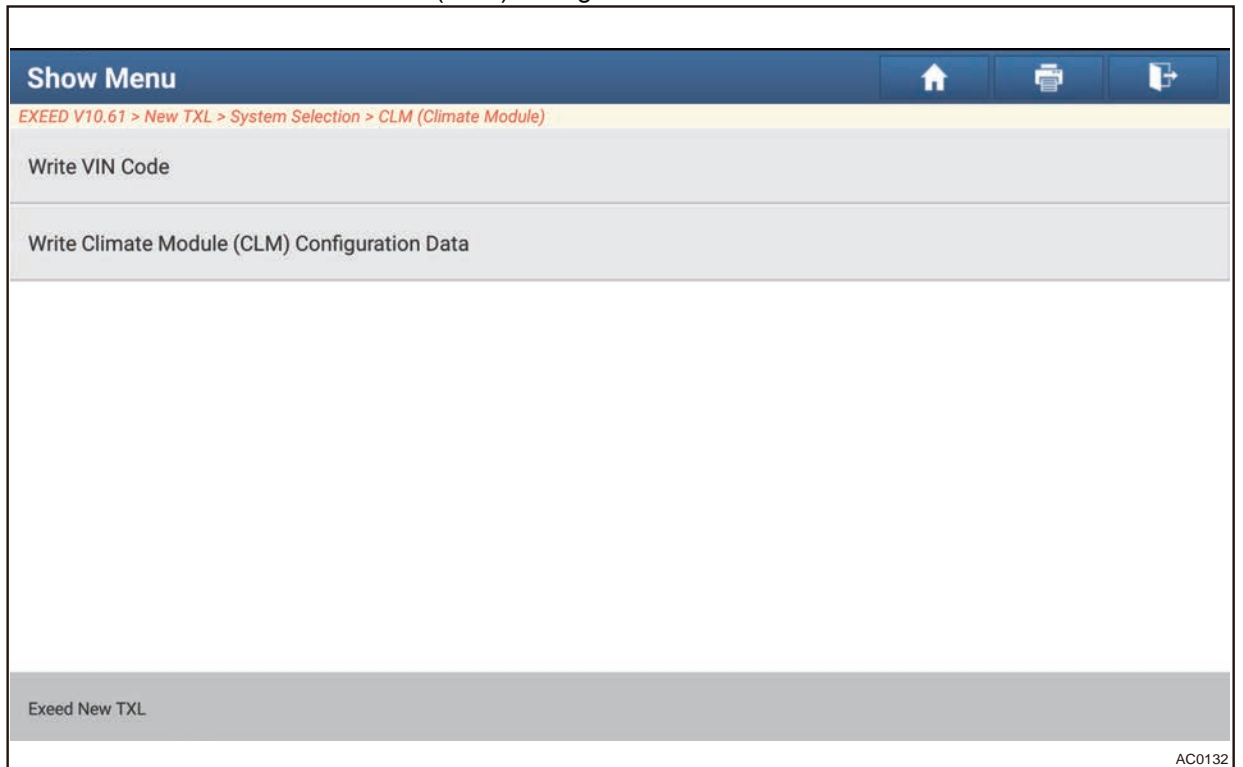 Show Menu
EXEED V10.61 > New TXL > System Selection > CLM (Climate Module)
Write VIN Code
Write Climate Module (CLM) Configuration Data
Exeed New TXL
AC0132